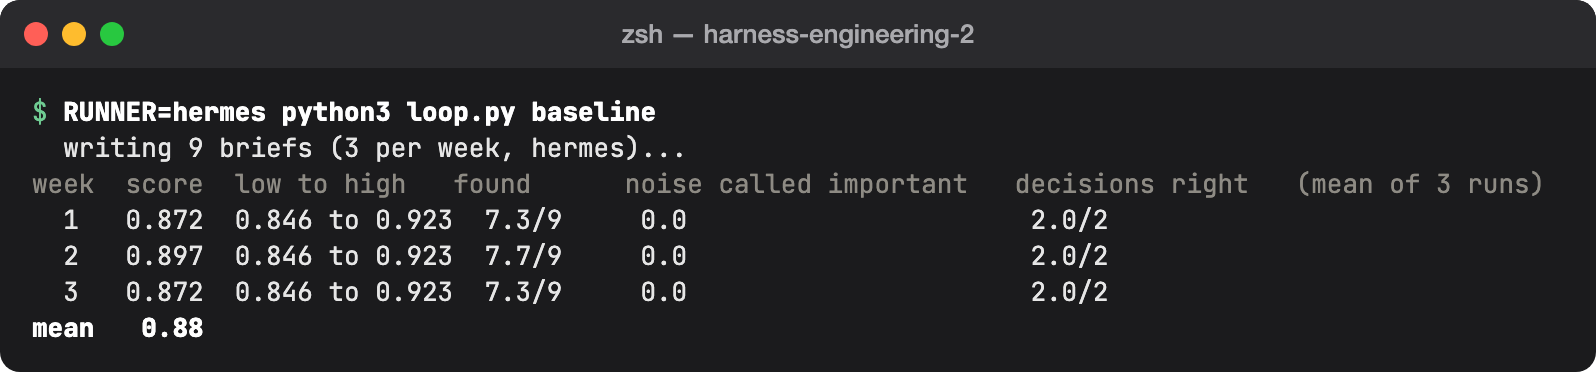 zsh — harness-engineering-2
$ RUNNER=hermes python3 loop.py baseline
writing 9 briefs (3 per week, hermes)...
week score low to high found noise called important decisions right (mean of 3 runs)
1 0.872 0.846 to 0.923 7.3/9 0.0 2.0/2
2 0.897 0.846 to 0.923 7.7/9 0.0 2.0/2
3 0.872 0.846 to 0.923 7.3/9 0.0 2.0/2
mean 0.88